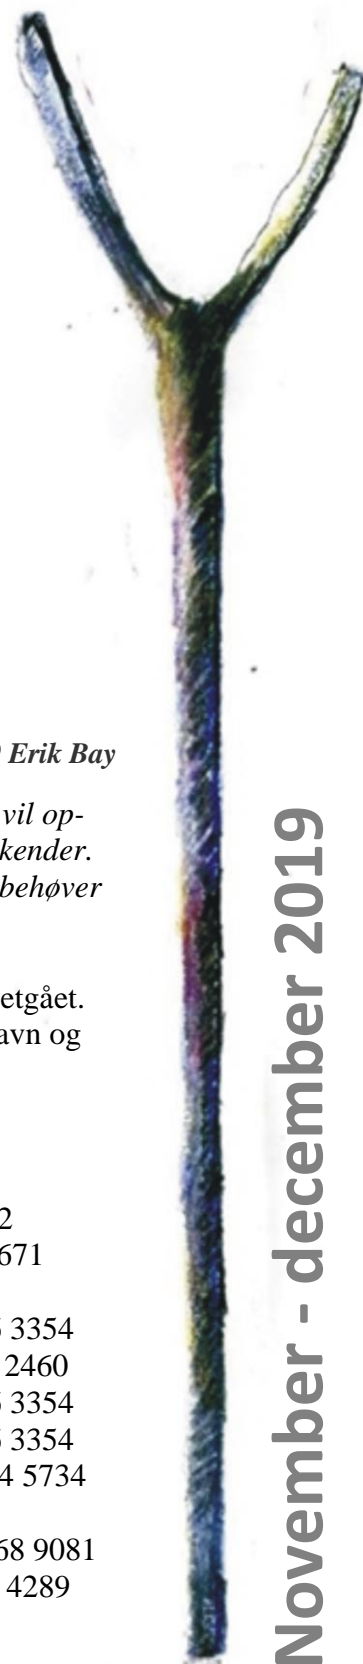 Erik Bay
vil op-
kender.
behøver
etgået.
avn og
2
671
3354
2460
3354
3354
4 5734
68 9081
4289
November - december 2019